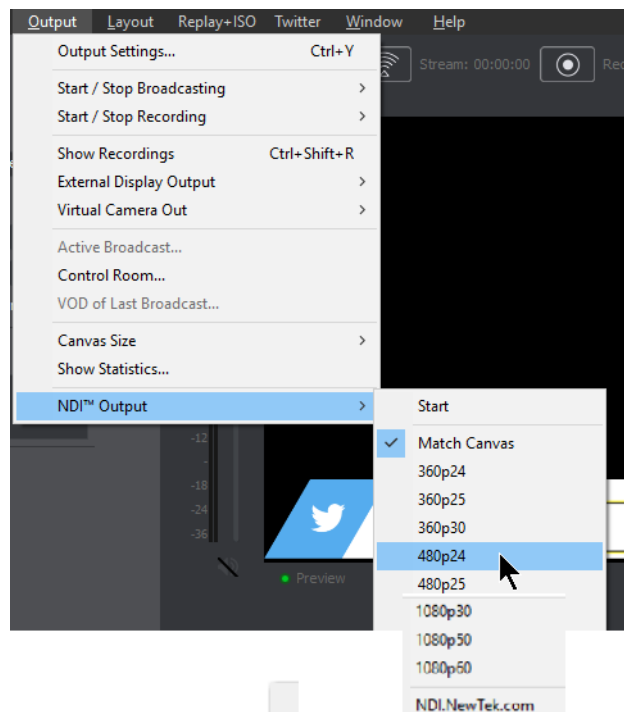 Output Layout Replay+ISO Twitter Window Help
Output Settings... Ctrl+Y
Stream: 00:00:00
Start / Stop Broadcasting
Start / Stop Recording
Show Recordings Ctrl+Shift+R
External Display Output
Virtual Camera Out
Active Broadcast...
Control Room...
VOD of Last Broadcast...
Canvas Size
Show Statistics...
NDI™ Output
Start
-12
Match Canvas
-
360p24
-18
360p25
-24
360p30
-36
480p24
480p25
Preview
1080p30
1080p50
1080p60
NDI.NewTek.com